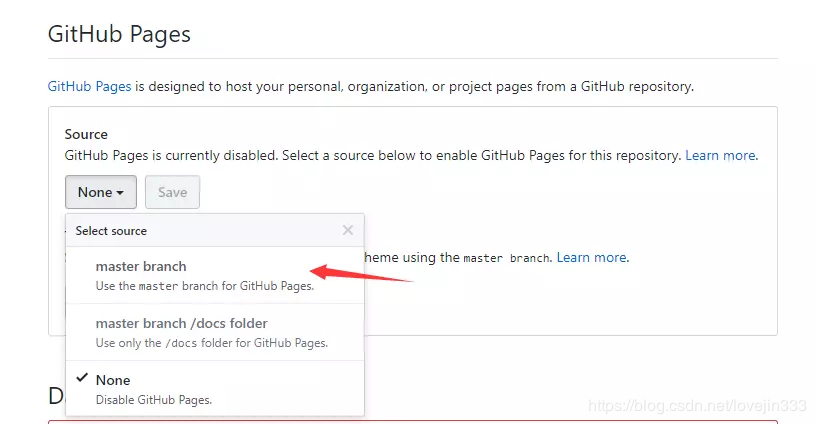 GitHub Pages
GitHub Pages is designed to host your personal, organization, or project pages from a GitHub repository.
Source
GitHub Pages is currently disabled. Select a source below to enable GitHub Pages for this repository. Learn more.
None Save
Select source
master branch
heme using the master branch. Learn more.
Use the master branch for GitHub Pages.
master branch /docs folder
Use only the /docs folder for GitHub Pages.
None
D
Disable GitHub Pages.
https://blog.csdn.net/lovejin333